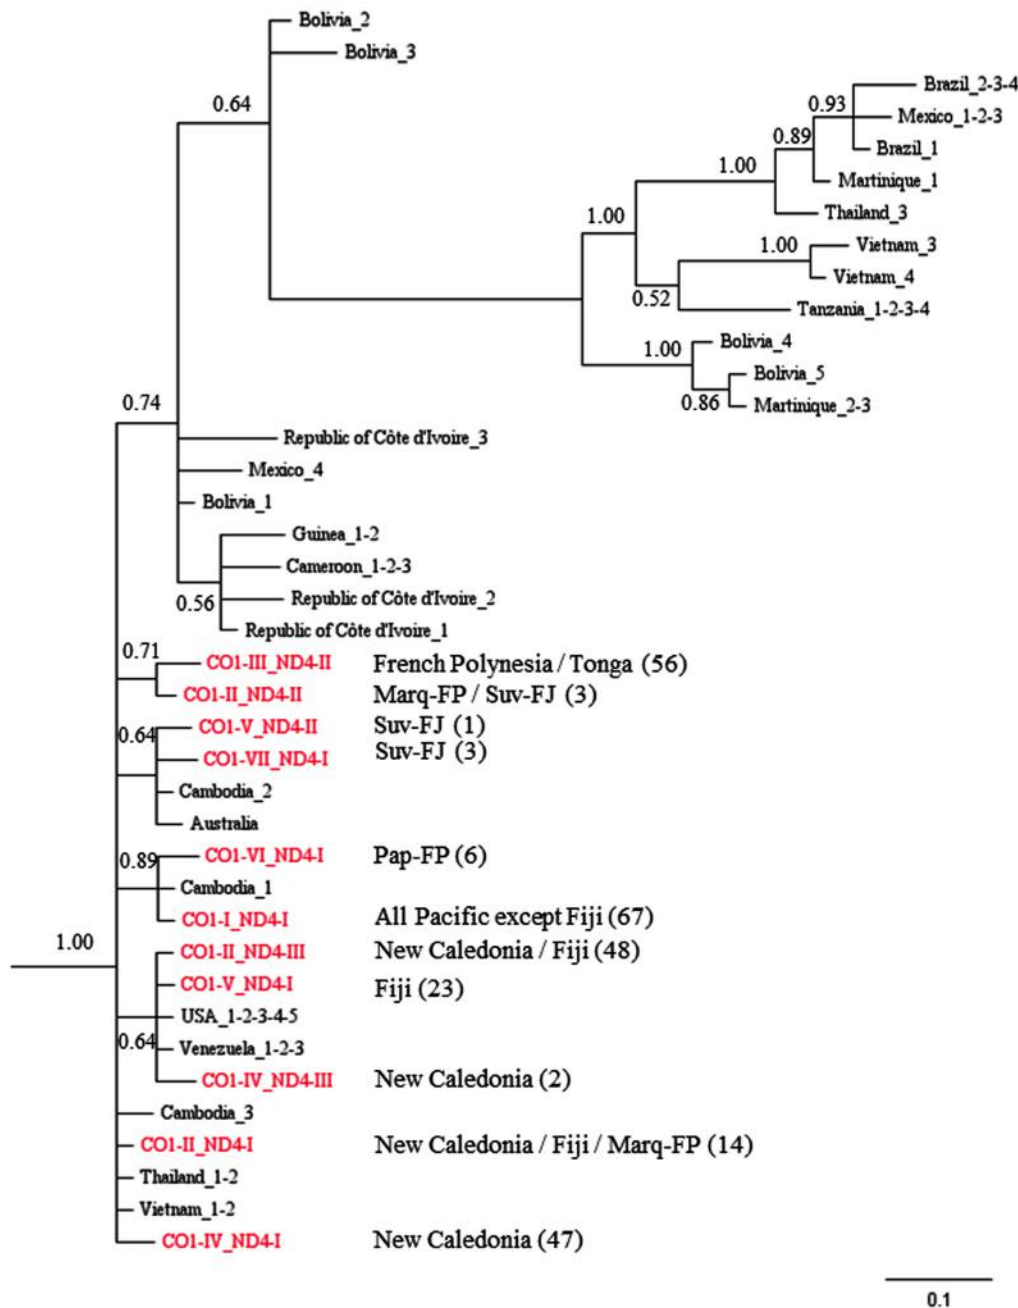 Bolivia_2
Bolivia_3
0.64
Brazil_2-3-4
0.93
Mexico_1-2-3
0.89
Brazil_1
1.00
Martinique_1
Thailand_3
1.00
1.00
Vietnam_3
Vietnam_4
0.52
Tanzania_1-2-3-4
1.00
Bolivia_4
Bolivia_5
0.86
Martinique_2-3
0.74
Republic of Côte d'Ivoire_3
Mexico_4
Bolivia_1
Guinea_1-2
Cameroon_1-2-3
0.56
Republic of Côte d'Ivoire_2
Republic of Côte d'Ivoire_1
0.71
CO1-III_ND4-II French Polynesia / Tonga (56)
CO1-II_ND4-II Marq-FP / Suv-FJ (3)
0.64
CO1-V_ND4-II Suv-FJ (1)
CO1-VII_ND4-I Suv-FJ (3)
Cambodia_2
Australia
0.89
CO1-VI_ND4-I Pap-FP (6)
Cambodia_1
CO1-I_ND4-I All Pacific except Fiji (67)
1.00
CO1-II_ND4-III New Caledonia / Fiji (48)
CO1-V_ND4-I Fiji (23)
USA_1-2-3-4-5
0.64
Venezuela_1-2-3
CO1-IV_ND4-III New Caledonia (2)
Cambodia_3
CO1-II_ND4-I New Caledonia / Fiji / Marq-FP (14)
Thailand_1-2
Vietnam_1-2
CO1-IV_ND4-I New Caledonia (47)
0.1